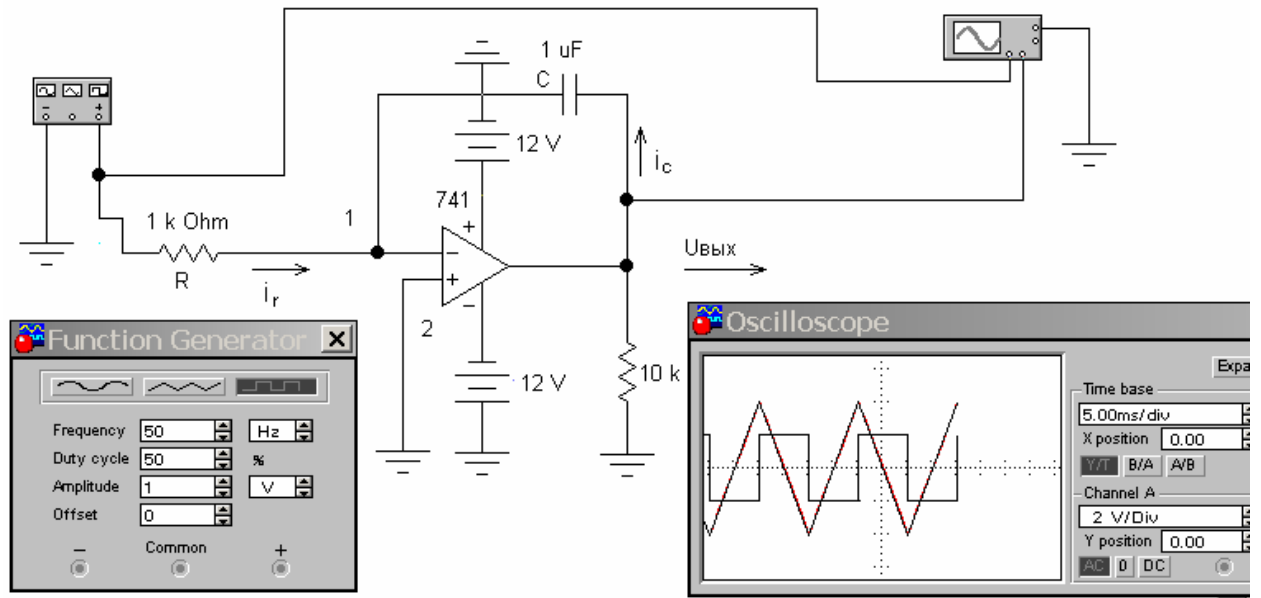 1 uF
C
12 V
i c
741
+
1 k Ohm
1
R
i r
−
+
−
2
Uвых
12 V
10 k
− +
Function Generator
Frequency 50 Hz
Duty cycle 50 %
Amplitude 1 V
Offset 0
− Common +
Oscilloscope
Expa
Time base
5.00ms/div
X position 0.00
Y/T B/A A/B
Channel A
2 V/Div
Y position 0.00
AC 0 DC